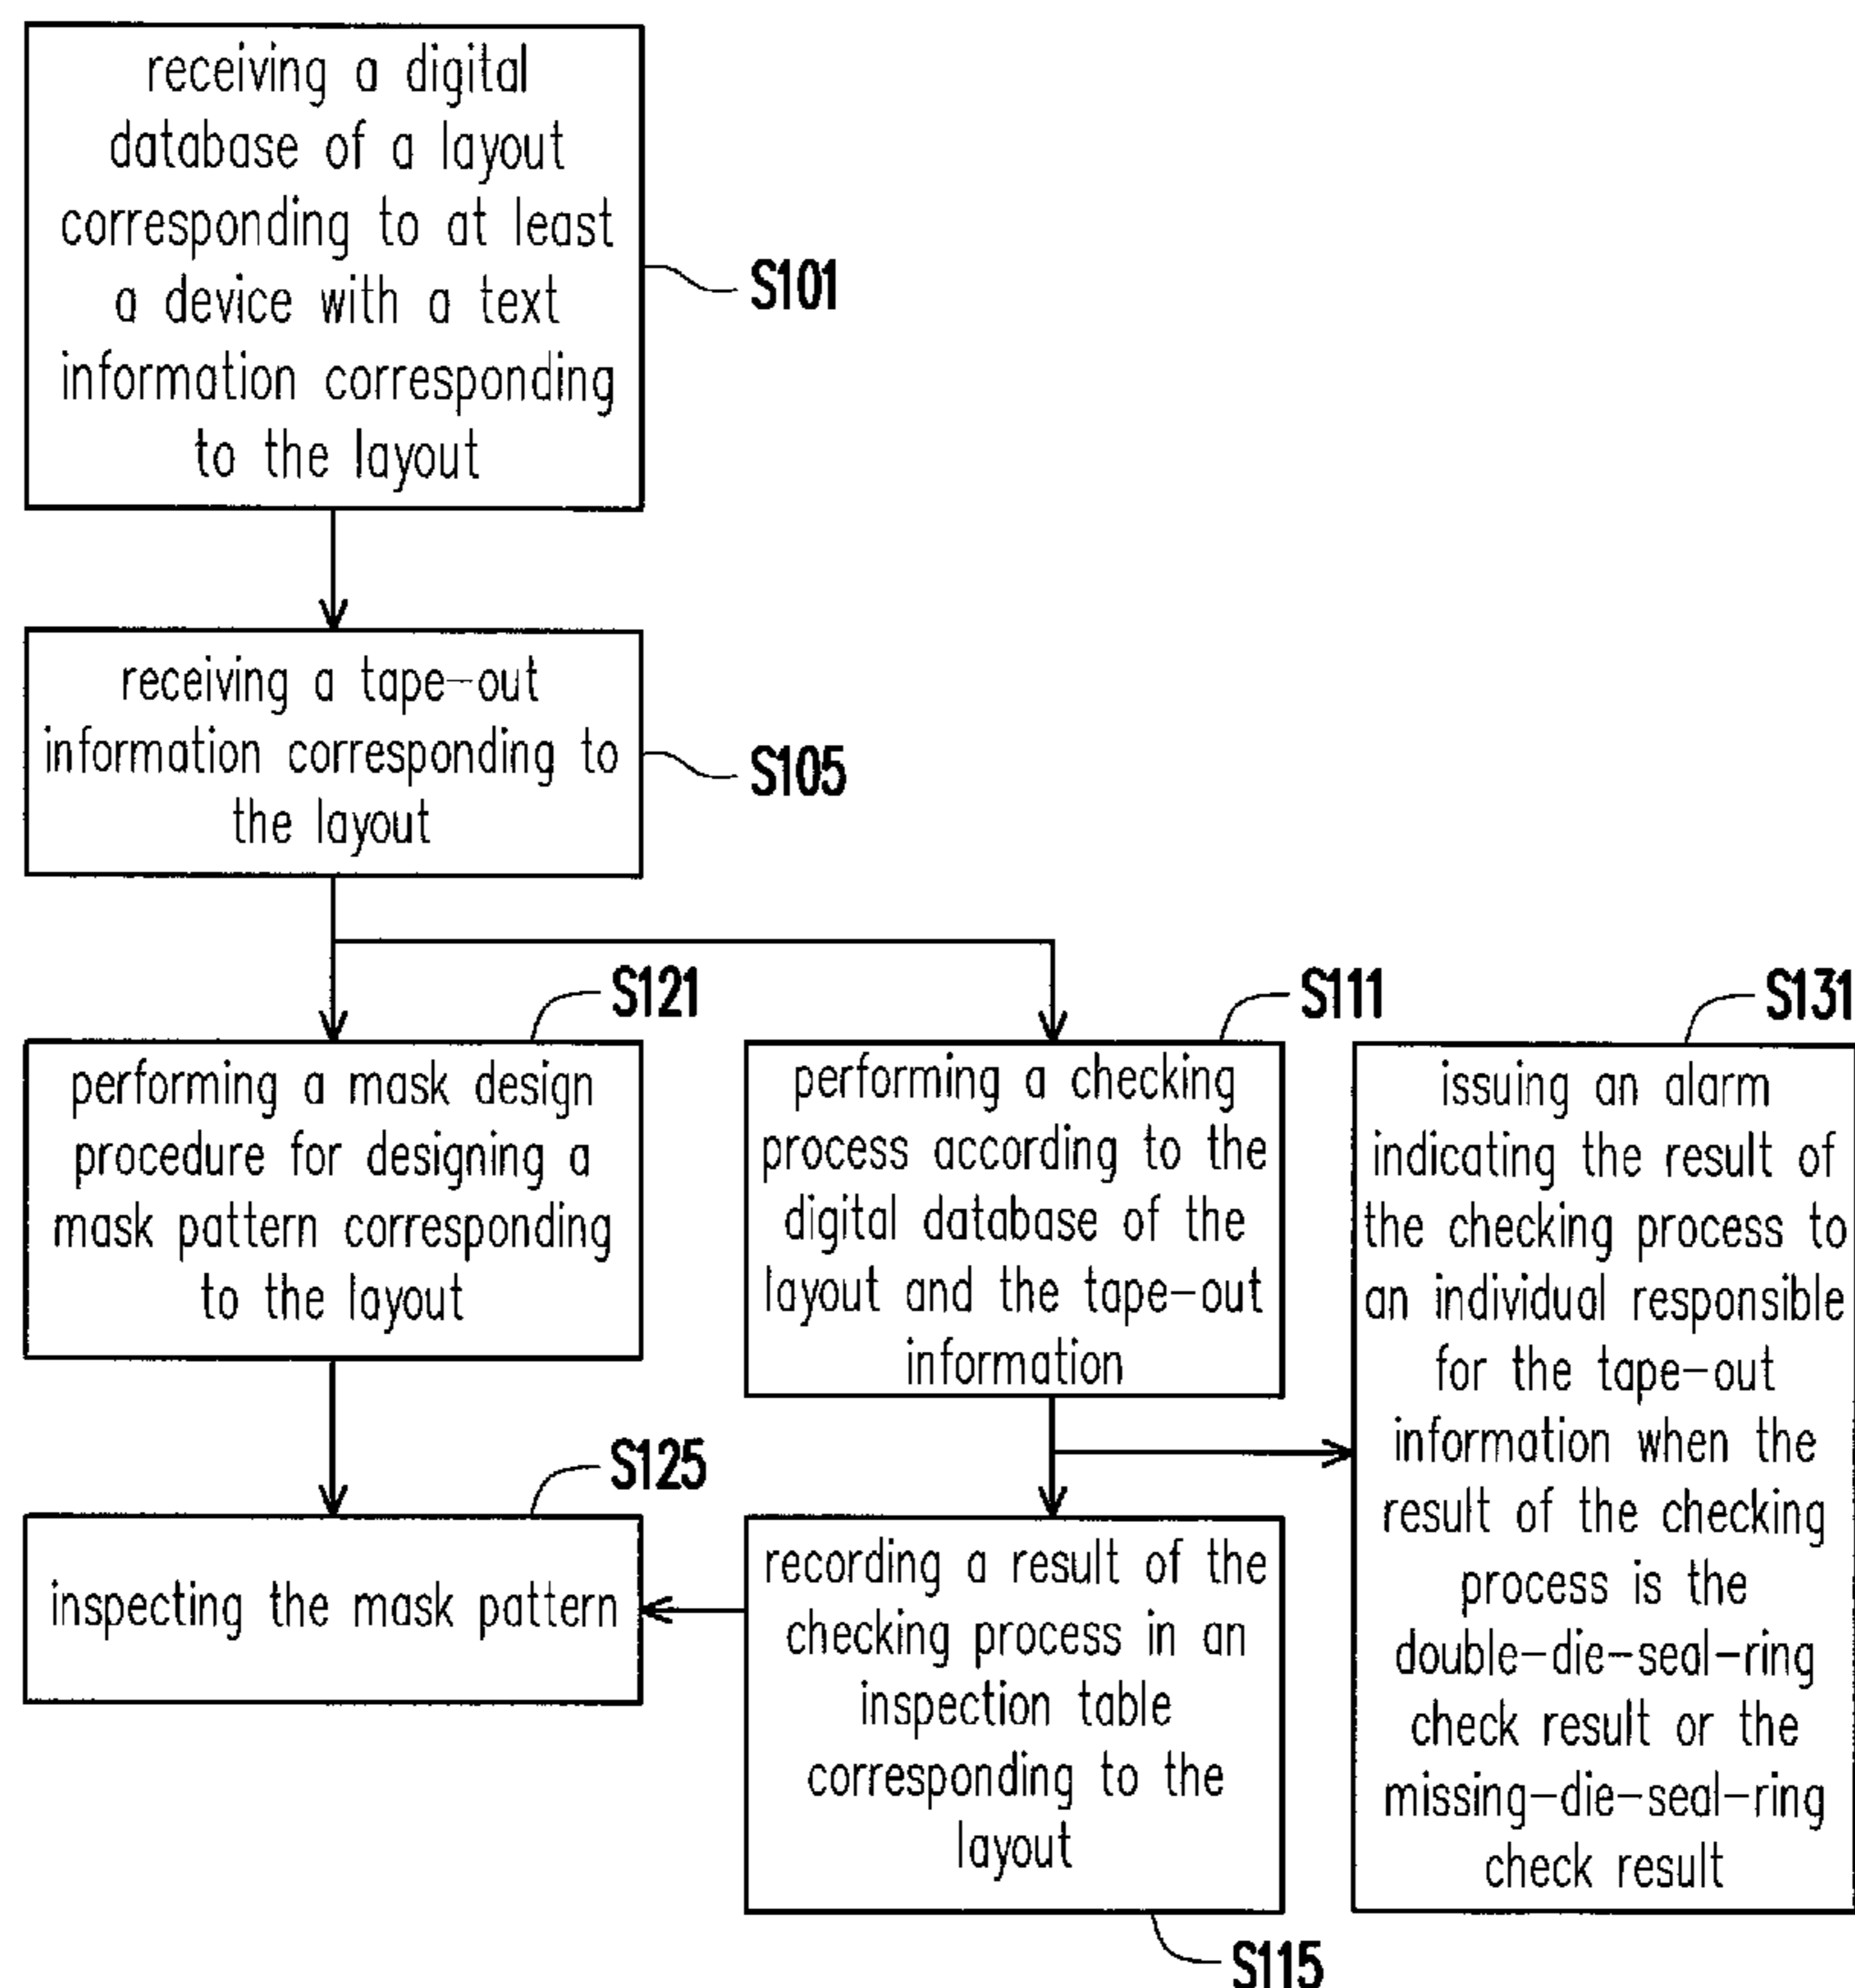 receiving a digital
database of a layout
corresponding to at least
a device with a text
information corresponding
to the layout
S101
receiving a tape-out
information corresponding to
the layout
S105
S121
performing a mask design
procedure for designing a
mask pattern corresponding
to the layout
S111
performing a checking
process according to the
digital database of the
layout and the tape-out
information
S131
issuing an alarm
indicating the result of
the checking process to
an individual responsible
for the tape-out
information when the
result of the checking
process is the
double-die-seal-ring
check result or the
missing-die-seal-ring
check result
S125
inspecting the mask pattern
recording a result of the
checking process in an
inspection table
corresponding to the
layout
S115